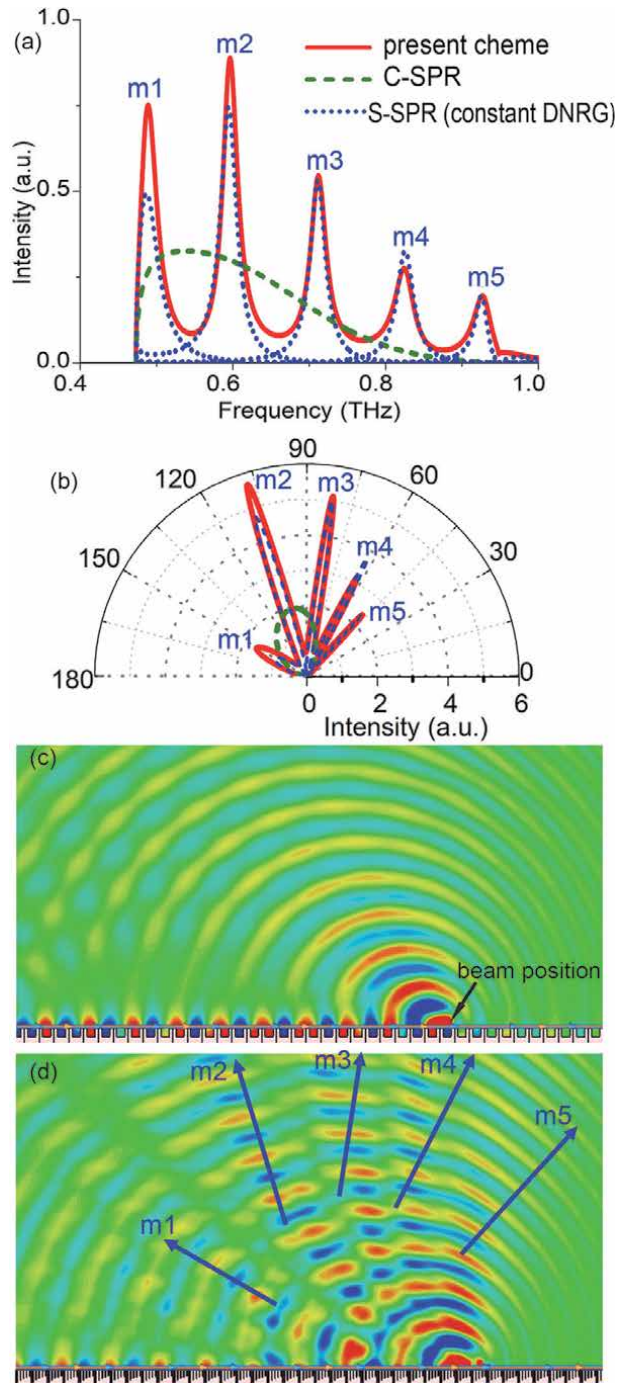 (a)
1.0
0.5
0.0
Intensity (a.u.)
m1
m2
m3
m4
m5
present cheme
C-SPR
S-SPR (constant DNRG)
0.4
0.6
0.8
1.0
Frequency (THz)
(b)
90
120
60
150
30
180
0
m1
m2
m3
m4
m5
0
2
4
6
Intensity (a.u.)
(c)
beam position
(d)
m1
m2
m3
m4
m5